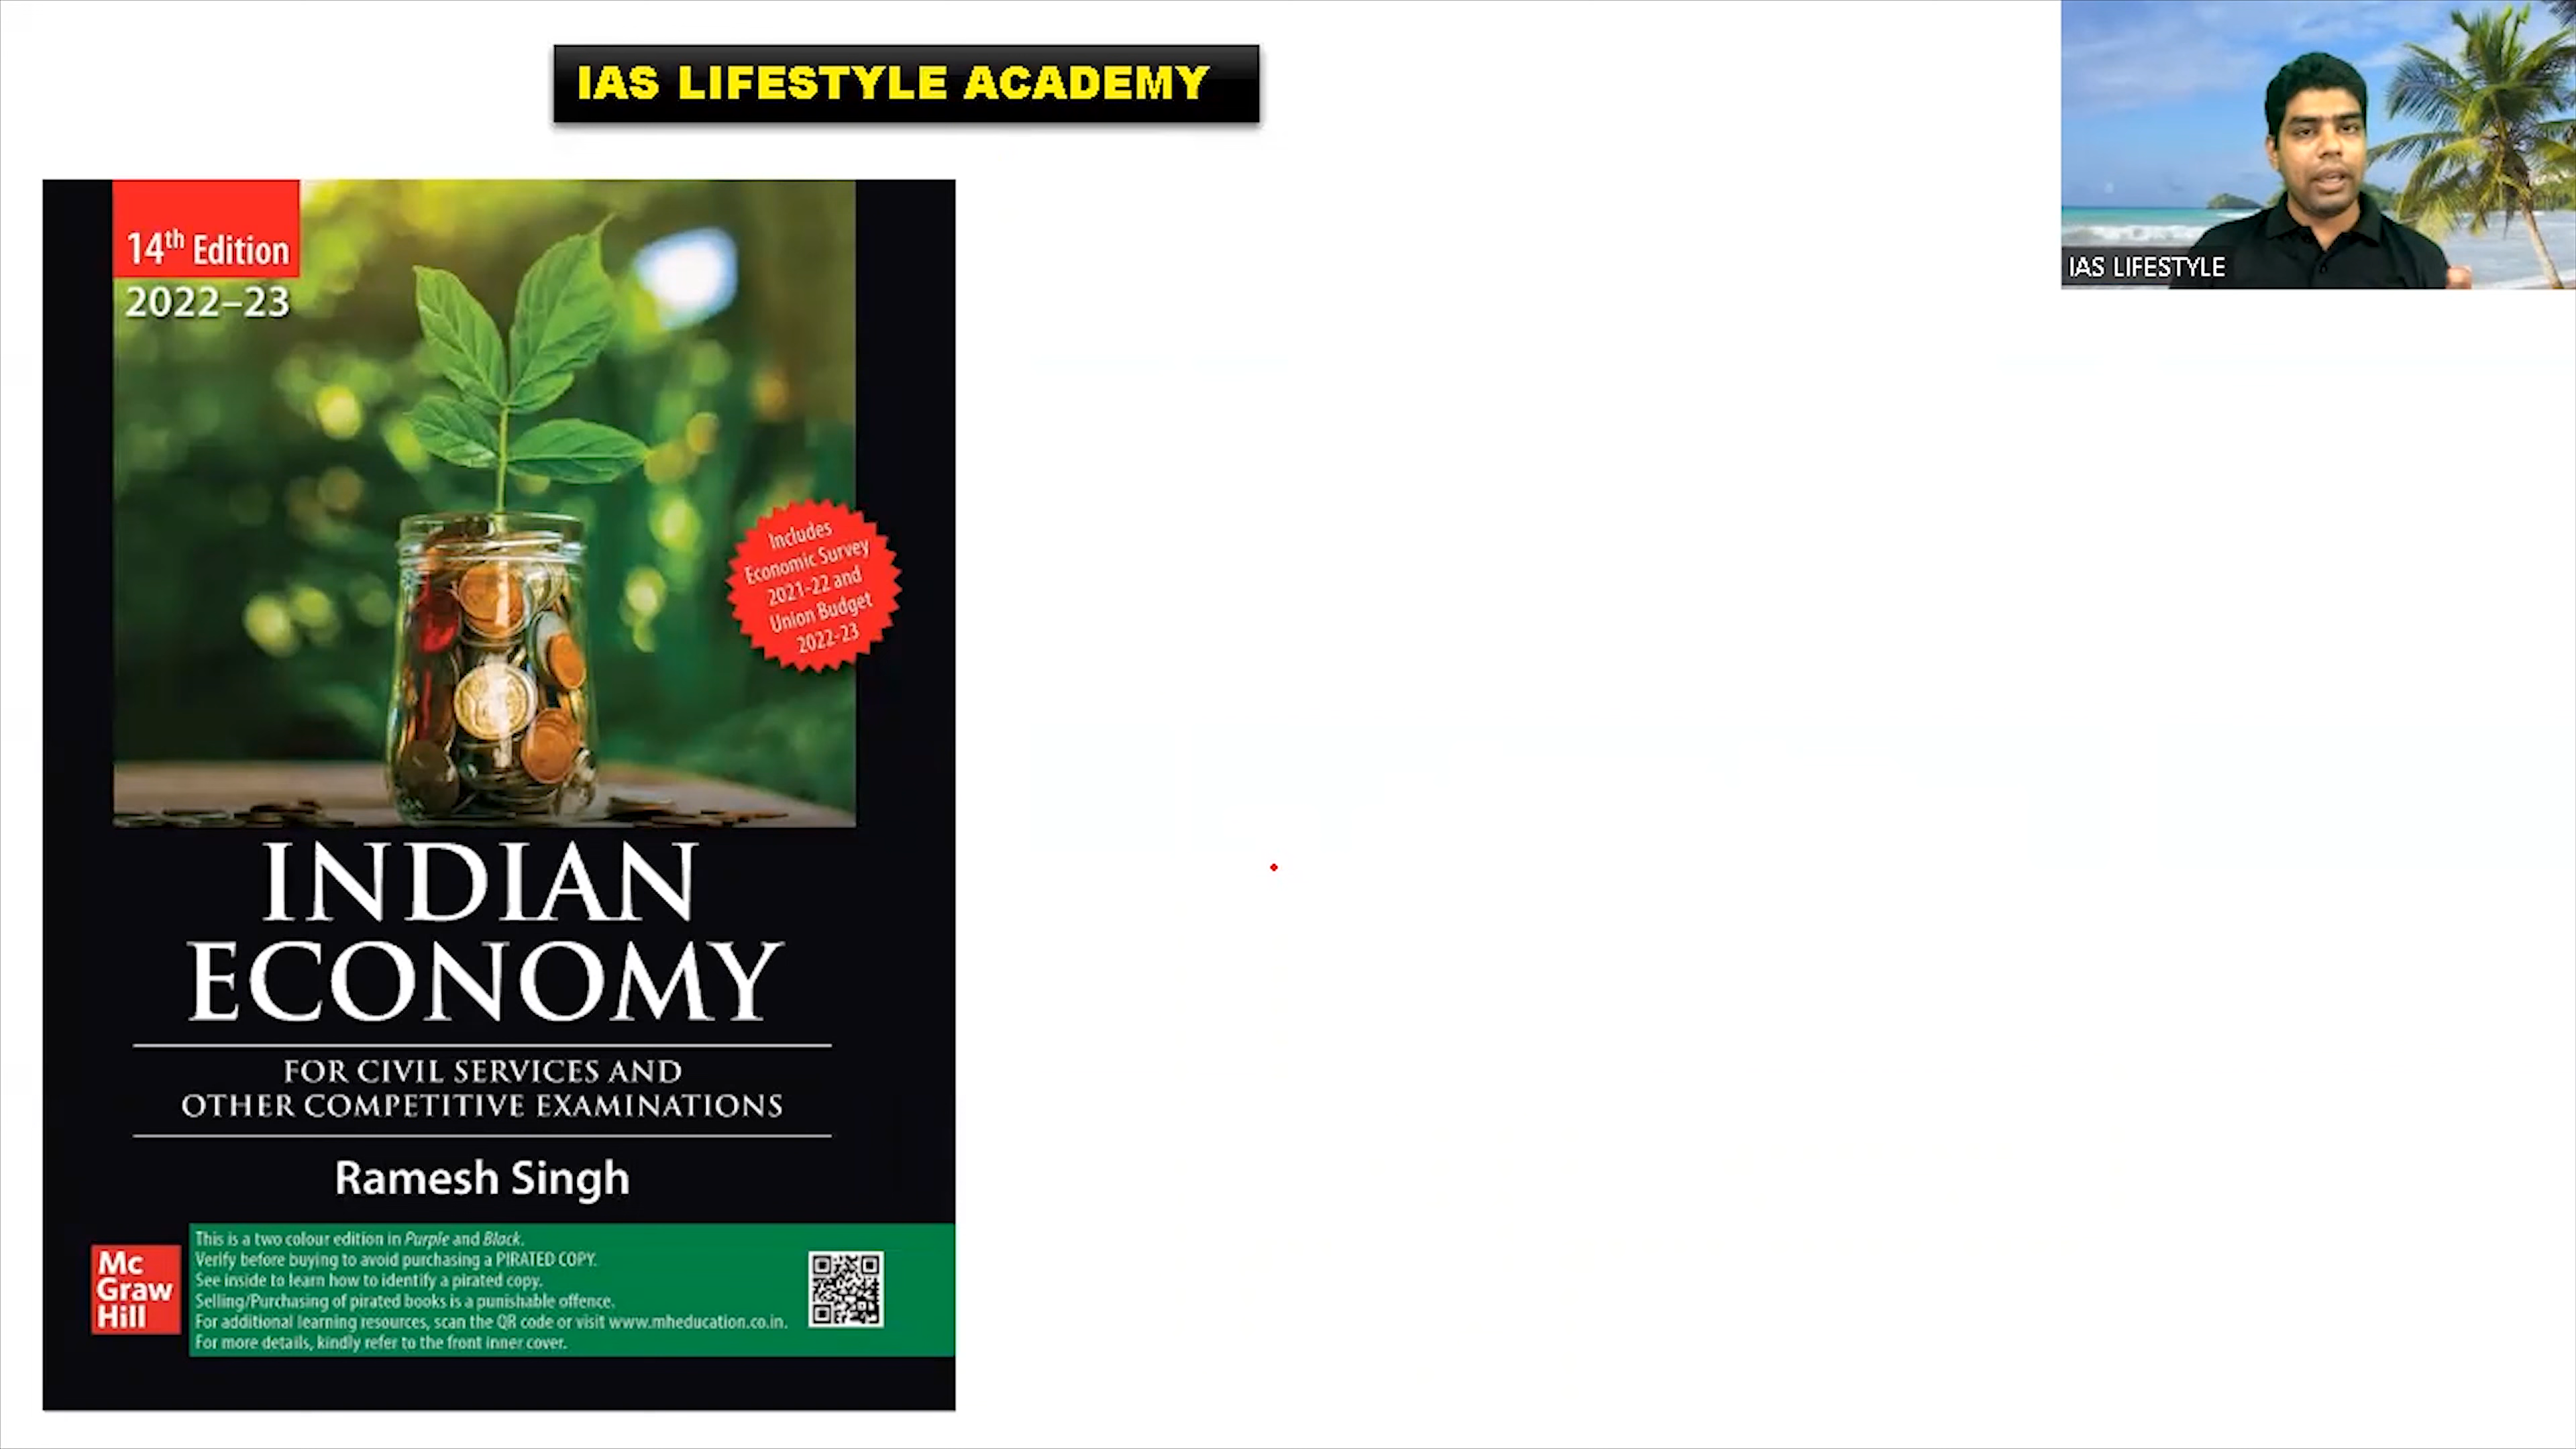 IAS LIFESTYLE ACADEMY
IAS LIFESTYLE
14th Edition
2022–23
Includes
Economic Survey
2021-22 and
Union Budget
2022-23
INDIAN
ECONOMY
FOR CIVIL SERVICES AND
OTHER COMPETITIVE EXAMINATIONS
Ramesh Singh
Mc
Graw
Hill
This is a two colour edition in Purple and Black.
Verify before buying to avoid purchasing a PIRATED COPY.
See inside to learn how to identify a pirated copy.
Selling/Purchasing of pirated books is a punishable offence.
For additional learning resources, scan the QR code or visit www.mheducation.co.in.
For more details, kindly refer to the front inner cover.